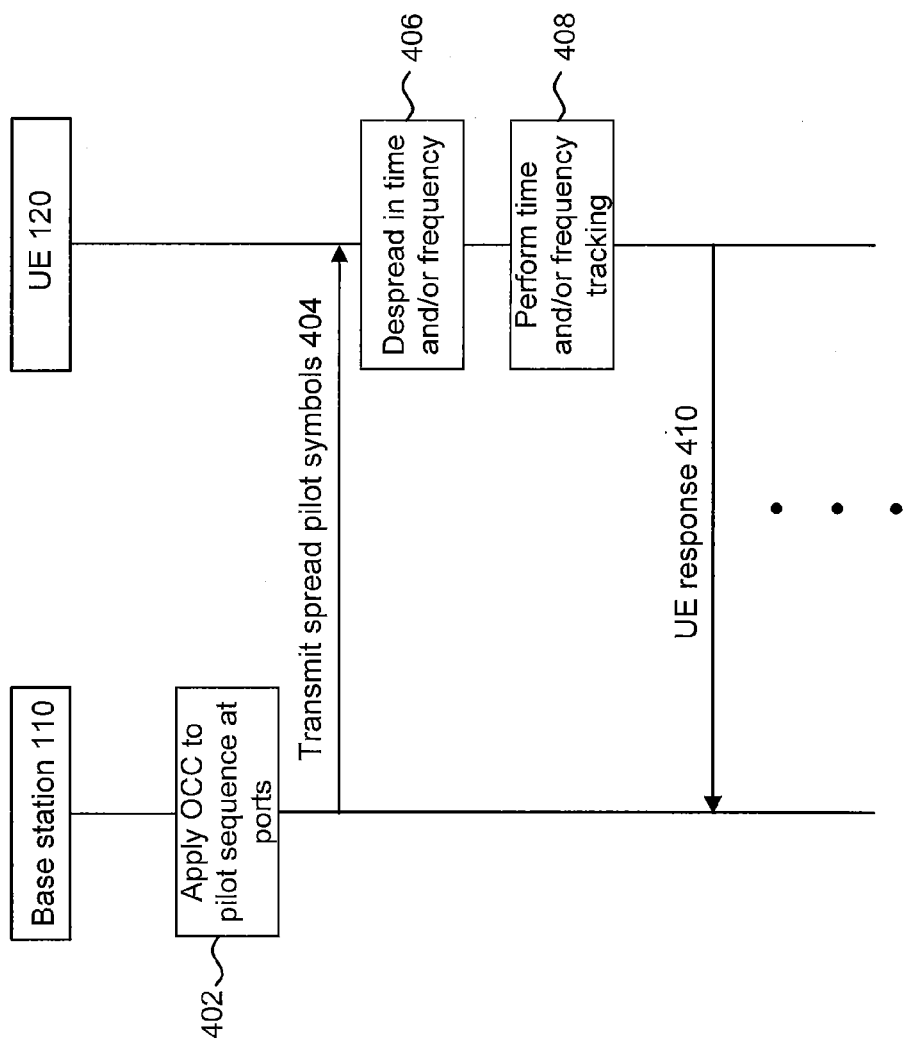 Base station 110
UE 120
Apply OCC to
pilot sequence at
ports
402
Transmit spread pilot symbols 404
Despread in time
and/or frequency
406
Perform time
and/or frequency
tracking
408
UE response 410